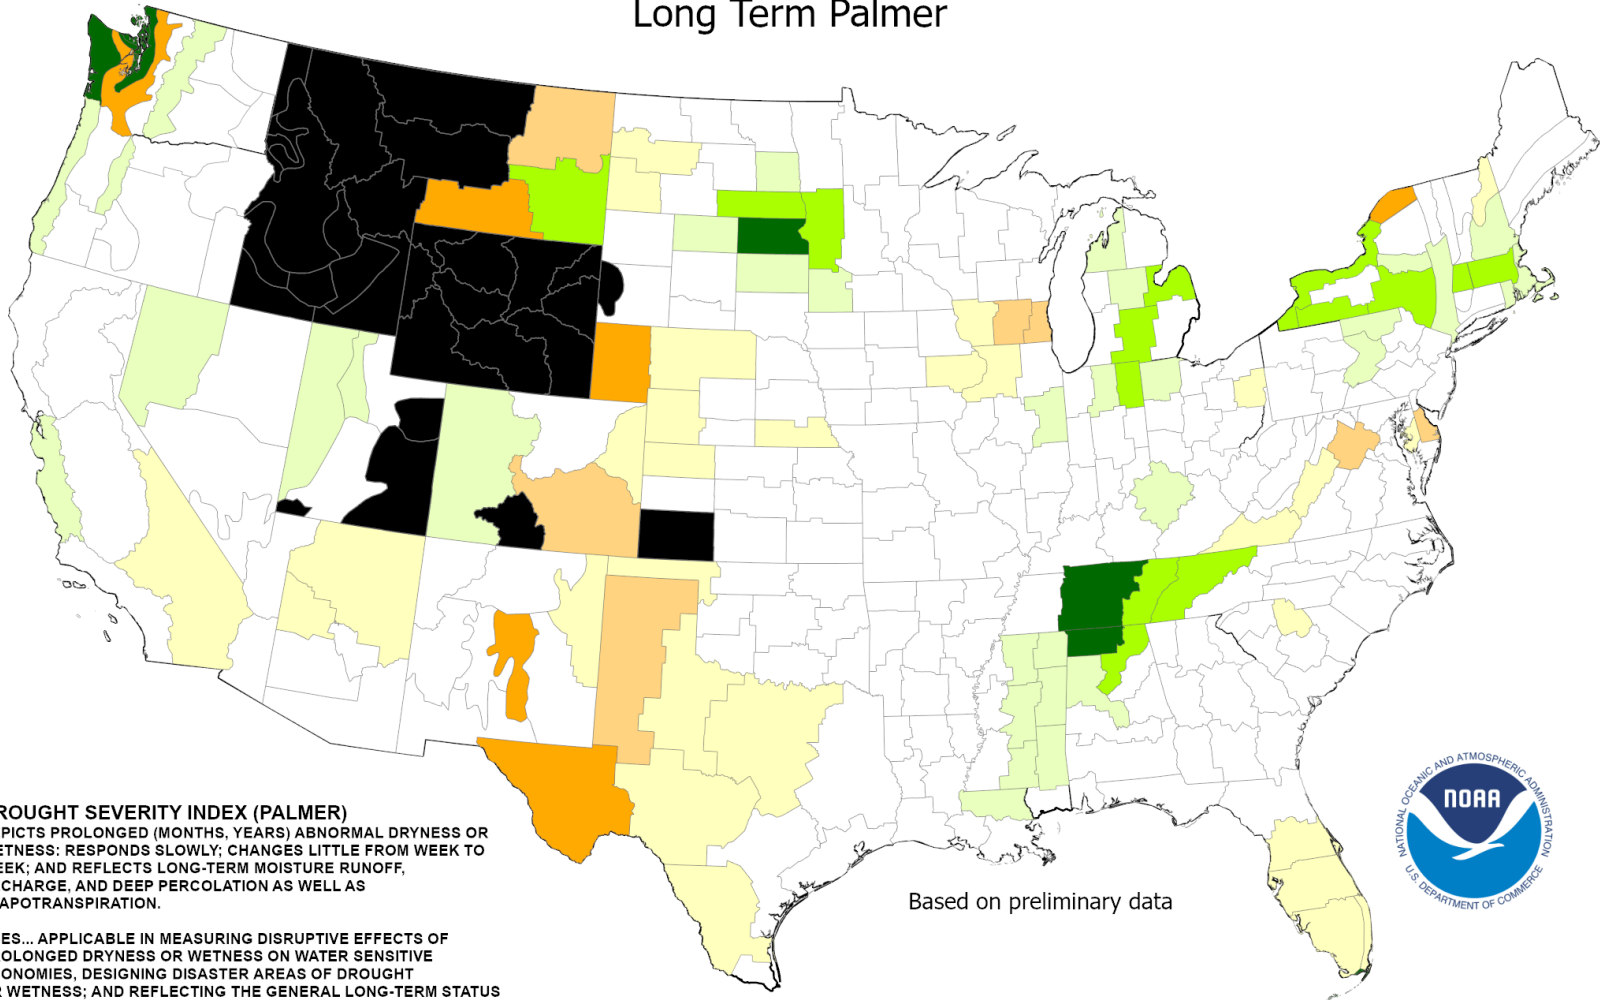 Long Term Palmer
ROUGHT SEVERITY INDEX (PALMER)
PICTS PROLONGED (MONTHS, YEARS) ABNORMAL DRYNESS OR
ETNESS: RESPONDS SLOWLY; CHANGES LITTLE FROM WEEK TO
EEK; AND REFLECTS LONG-TERM MOISTURE RUNOFF,
CHARGE, AND DEEP PERCOLATION AS WELL AS
APOTRANSPIRATION.
ES... APPLICABLE IN MEASURING DISRUPTIVE EFFECTS OF
OLONGED DRYNESS OR WETNESS ON WATER SENSITIVE
ONOMIES, DESIGNING DISASTER AREAS OF DROUGHT
R WETNESS; AND REFLECTING THE GENERAL LONG-TERM STATUS
Based on preliminary data
NATIONAL OCEANIC AND ATMOSPHERIC ADMINISTRATION
NOAA
U.S. DEPARTMENT OF COMMERCE